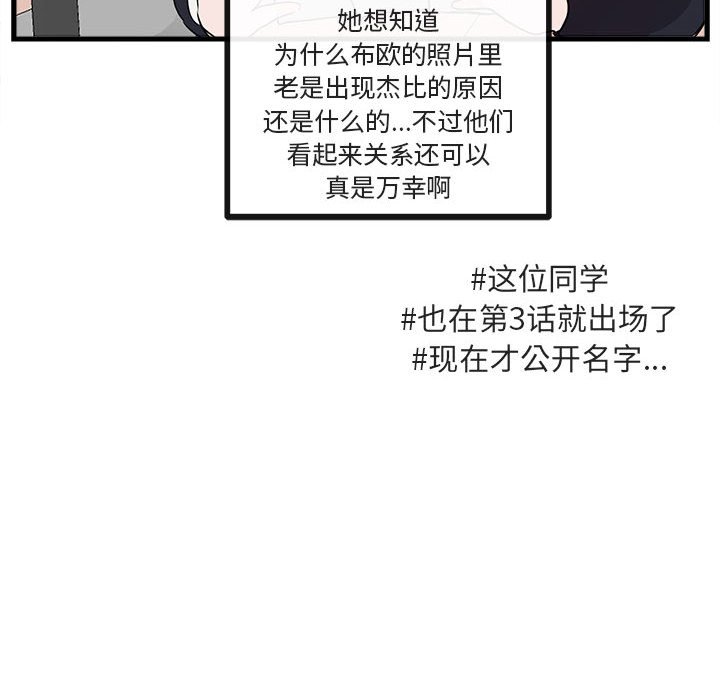 她想知道
为什么布欧的照片里
老是出现杰比的原因
还是什么的...不过他们
看起来关系还可以
真是万幸啊
#这位同学
#也在第3话就出场了
#现在才公开名字...